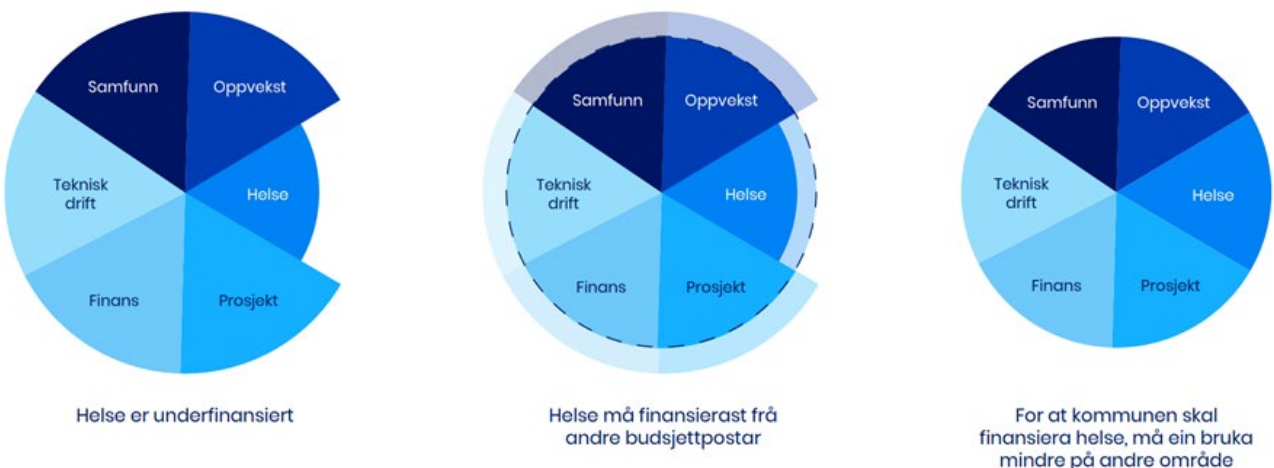 Samfunn
Oppvekst
Teknisk
drift
Helse
Finans
Prosjekt
Helse er underfinansiert
Samfunn
Oppvekst
Teknisk
drift
Helse
Finans
Prosjekt
Helse må finansierast frå
andre budsjettpostar
Samfunn
Oppvekst
Teknisk
drift
Helse
Finans
Prosjekt
For at kommunen skal
finansiera helse, må ein bruka
mindre på andre område